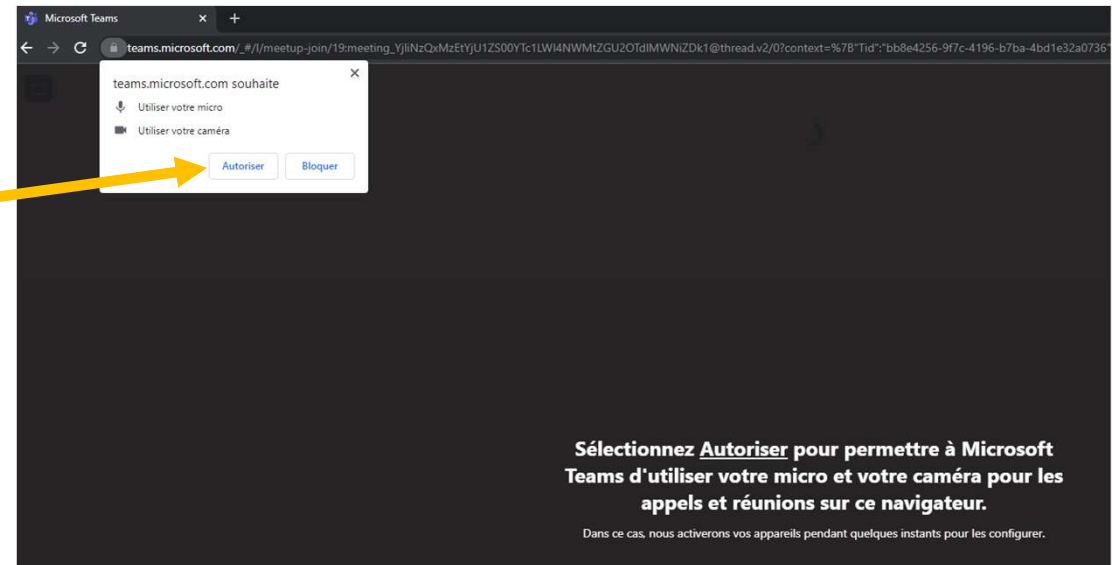 Microsoft Teams
teams.microsoft.com/_#/l/meetup-join/19:meeting_YjliNzQxMzEtYjU1ZS00YTc1LWI4NWMtZGU2OTdlMWNiZDk1@thread.v2/0?context=%7B"Tid":"bb8e4256-9f7c-4196-b7ba-4bd1e32a0736"
teams.microsoft.com souhaite
Utiliser votre micro
Utiliser votre caméra
Autoriser Bloquer
Sélectionnez Autoriser pour permettre à Microsoft
Teams d'utiliser votre micro et votre caméra pour les
appels et réunions sur ce navigateur.
Dans ce cas, nous activerons vos appareils pendant quelques instants pour les configurer.